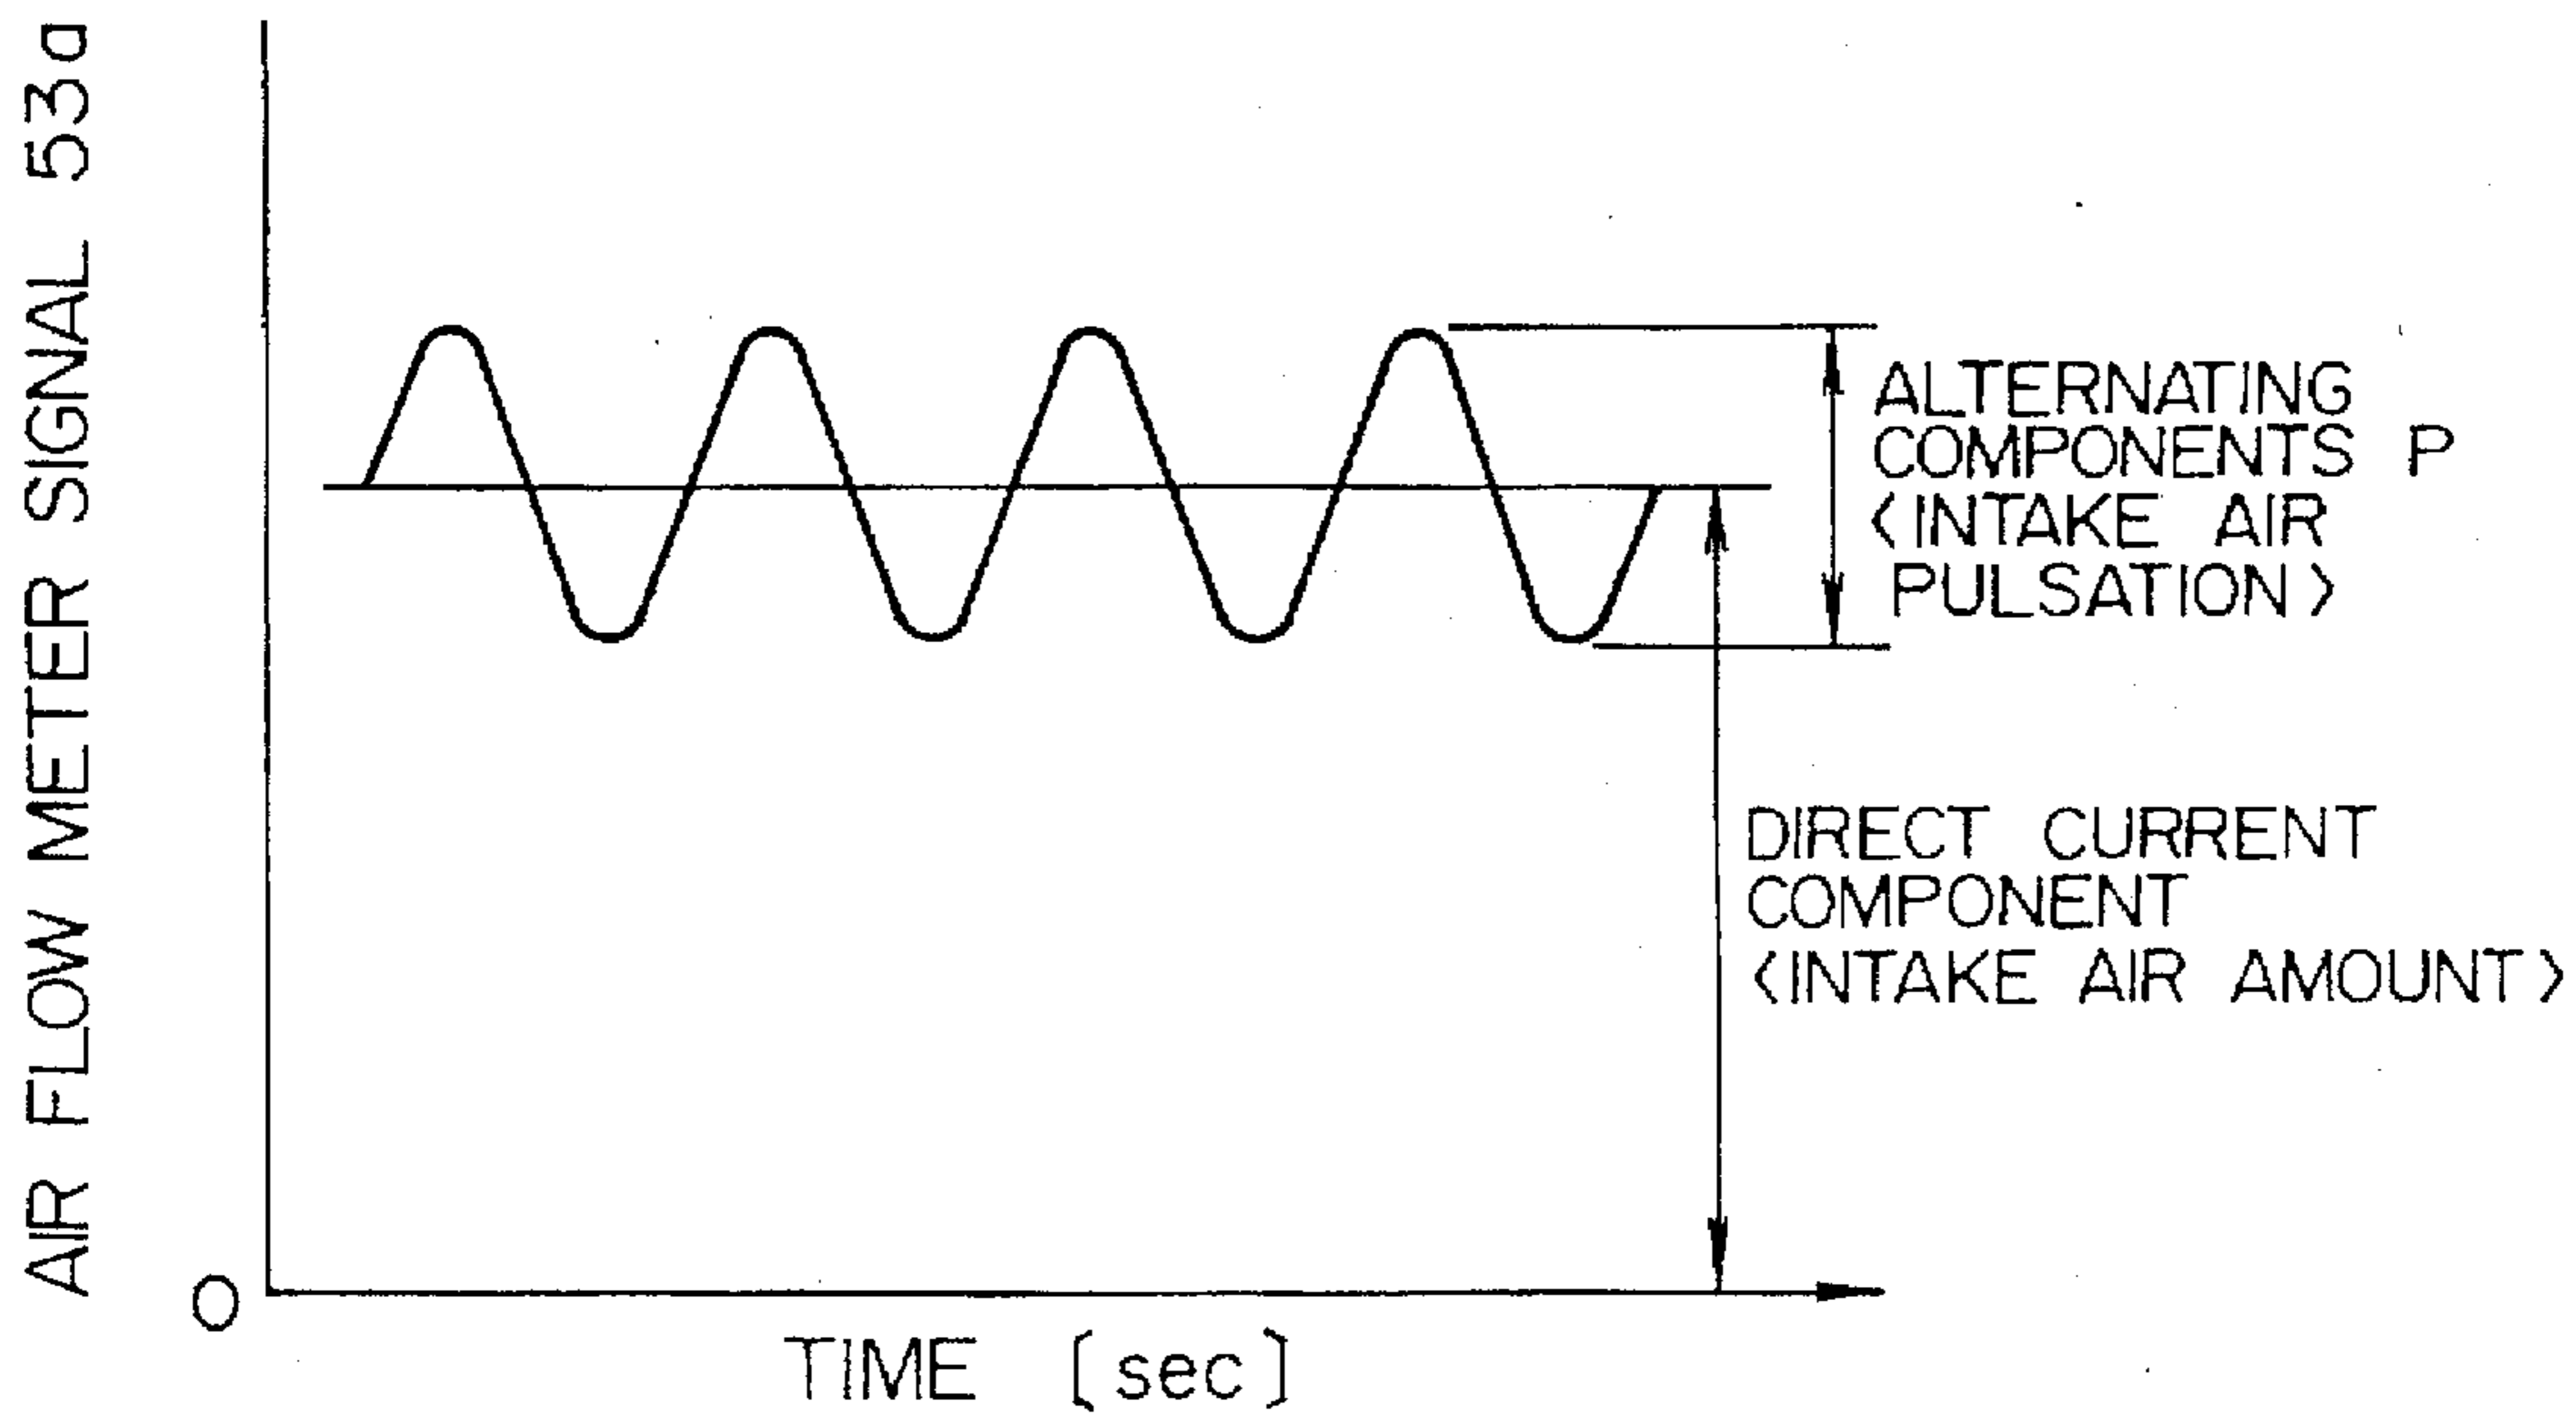 AIR FLOW METER SIGNAL 53a
ALTERNATING
COMPONENTS P
<INTAKE AIR
PULSATION>
DIRECT CURRENT
COMPONENT
<INTAKE AIR AMOUNT>
0
TIME [sec]